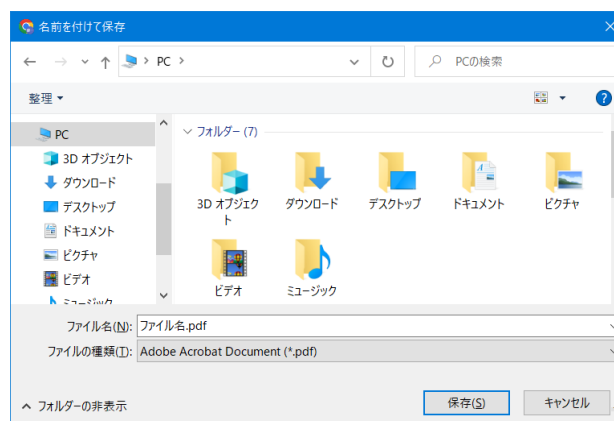 名前を付けて保存
PC
PCの検索
整理
?
PC
3D オブジェクト
ダウンロード
デスクトップ
ドキュメント
ピクチャ
ビデオ
ミュージック
フォルダー (7)
3D オブジェク
ト
ダウンロード
デスクトップ
ドキュメント
ピクチャ
ビデオ
ミュージック
ファイル名(N): ファイル名.pdf
ファイルの種類(T): Adobe Acrobat Document (*.pdf)
フォルダーの非表示
保存(S)
キャンセル